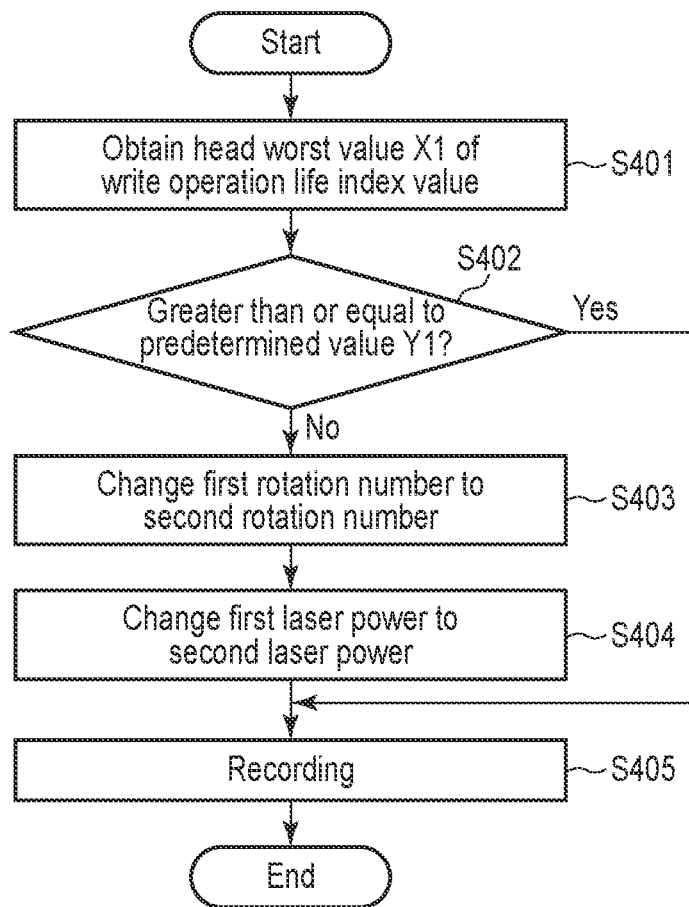 Start
Obtain head worst value X1 of
write operation life index value
S401
S402
Greater than or equal to
predetermined value Y1?
Yes
No
Change first rotation number to
second rotation number
S403
Change first laser power to
second laser power
S404
Recording
S405
End